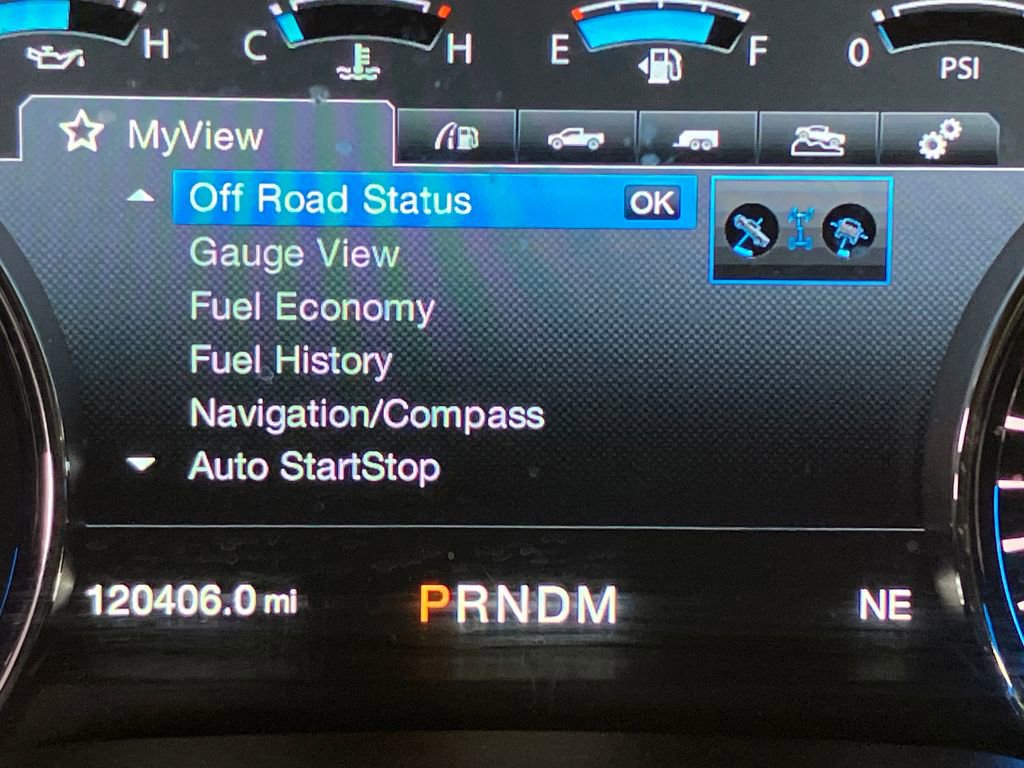 H C H E F 0 PSI
MyView
Off Road Status OK
Gauge View
Fuel Economy
Fuel History
Navigation/Compass
Auto StartStop
120406.0 mi PRNDM NE